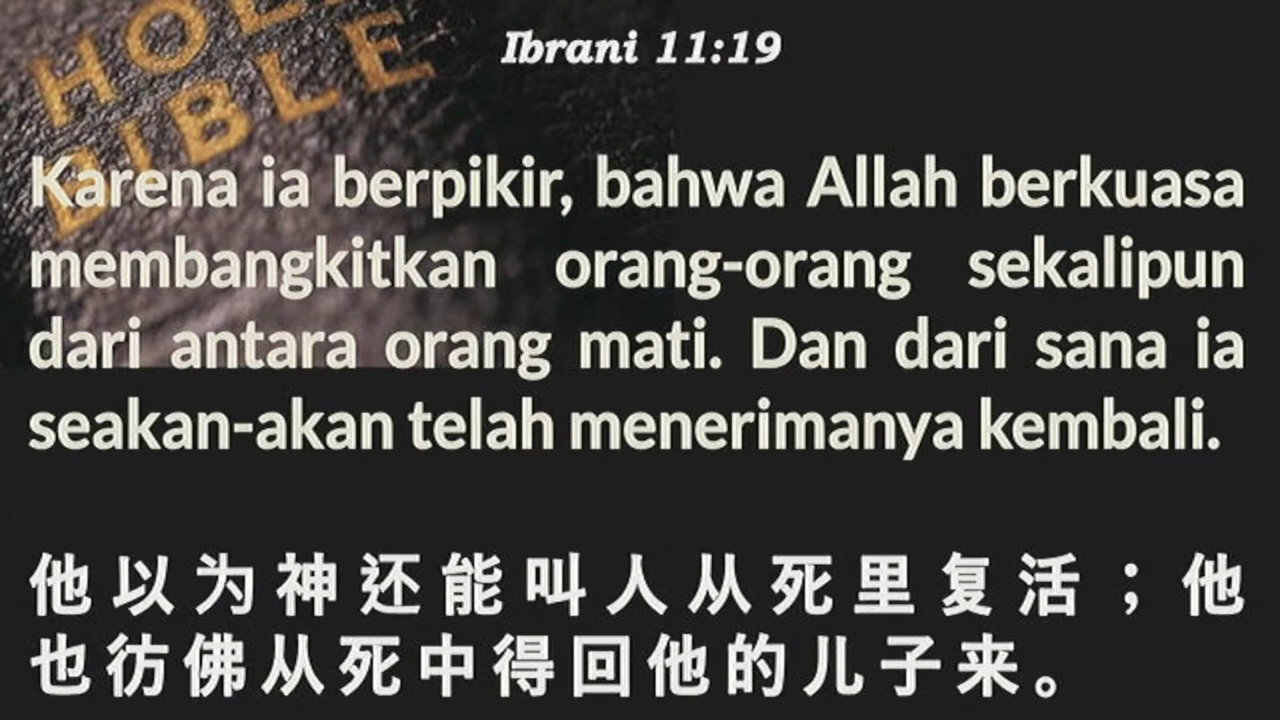 HOLY
BIBLE
Ibrani 11:19
Karena ia berpikir, bahwa Allah berkuasa
membangkitkan orang-orang sekalipun
dari antara orang mati. Dan dari sana ia
seakan-akan telah menerimanya kembali.
他以为神还能叫人从死里复活；他
也彷佛从死中得回他的儿子来。